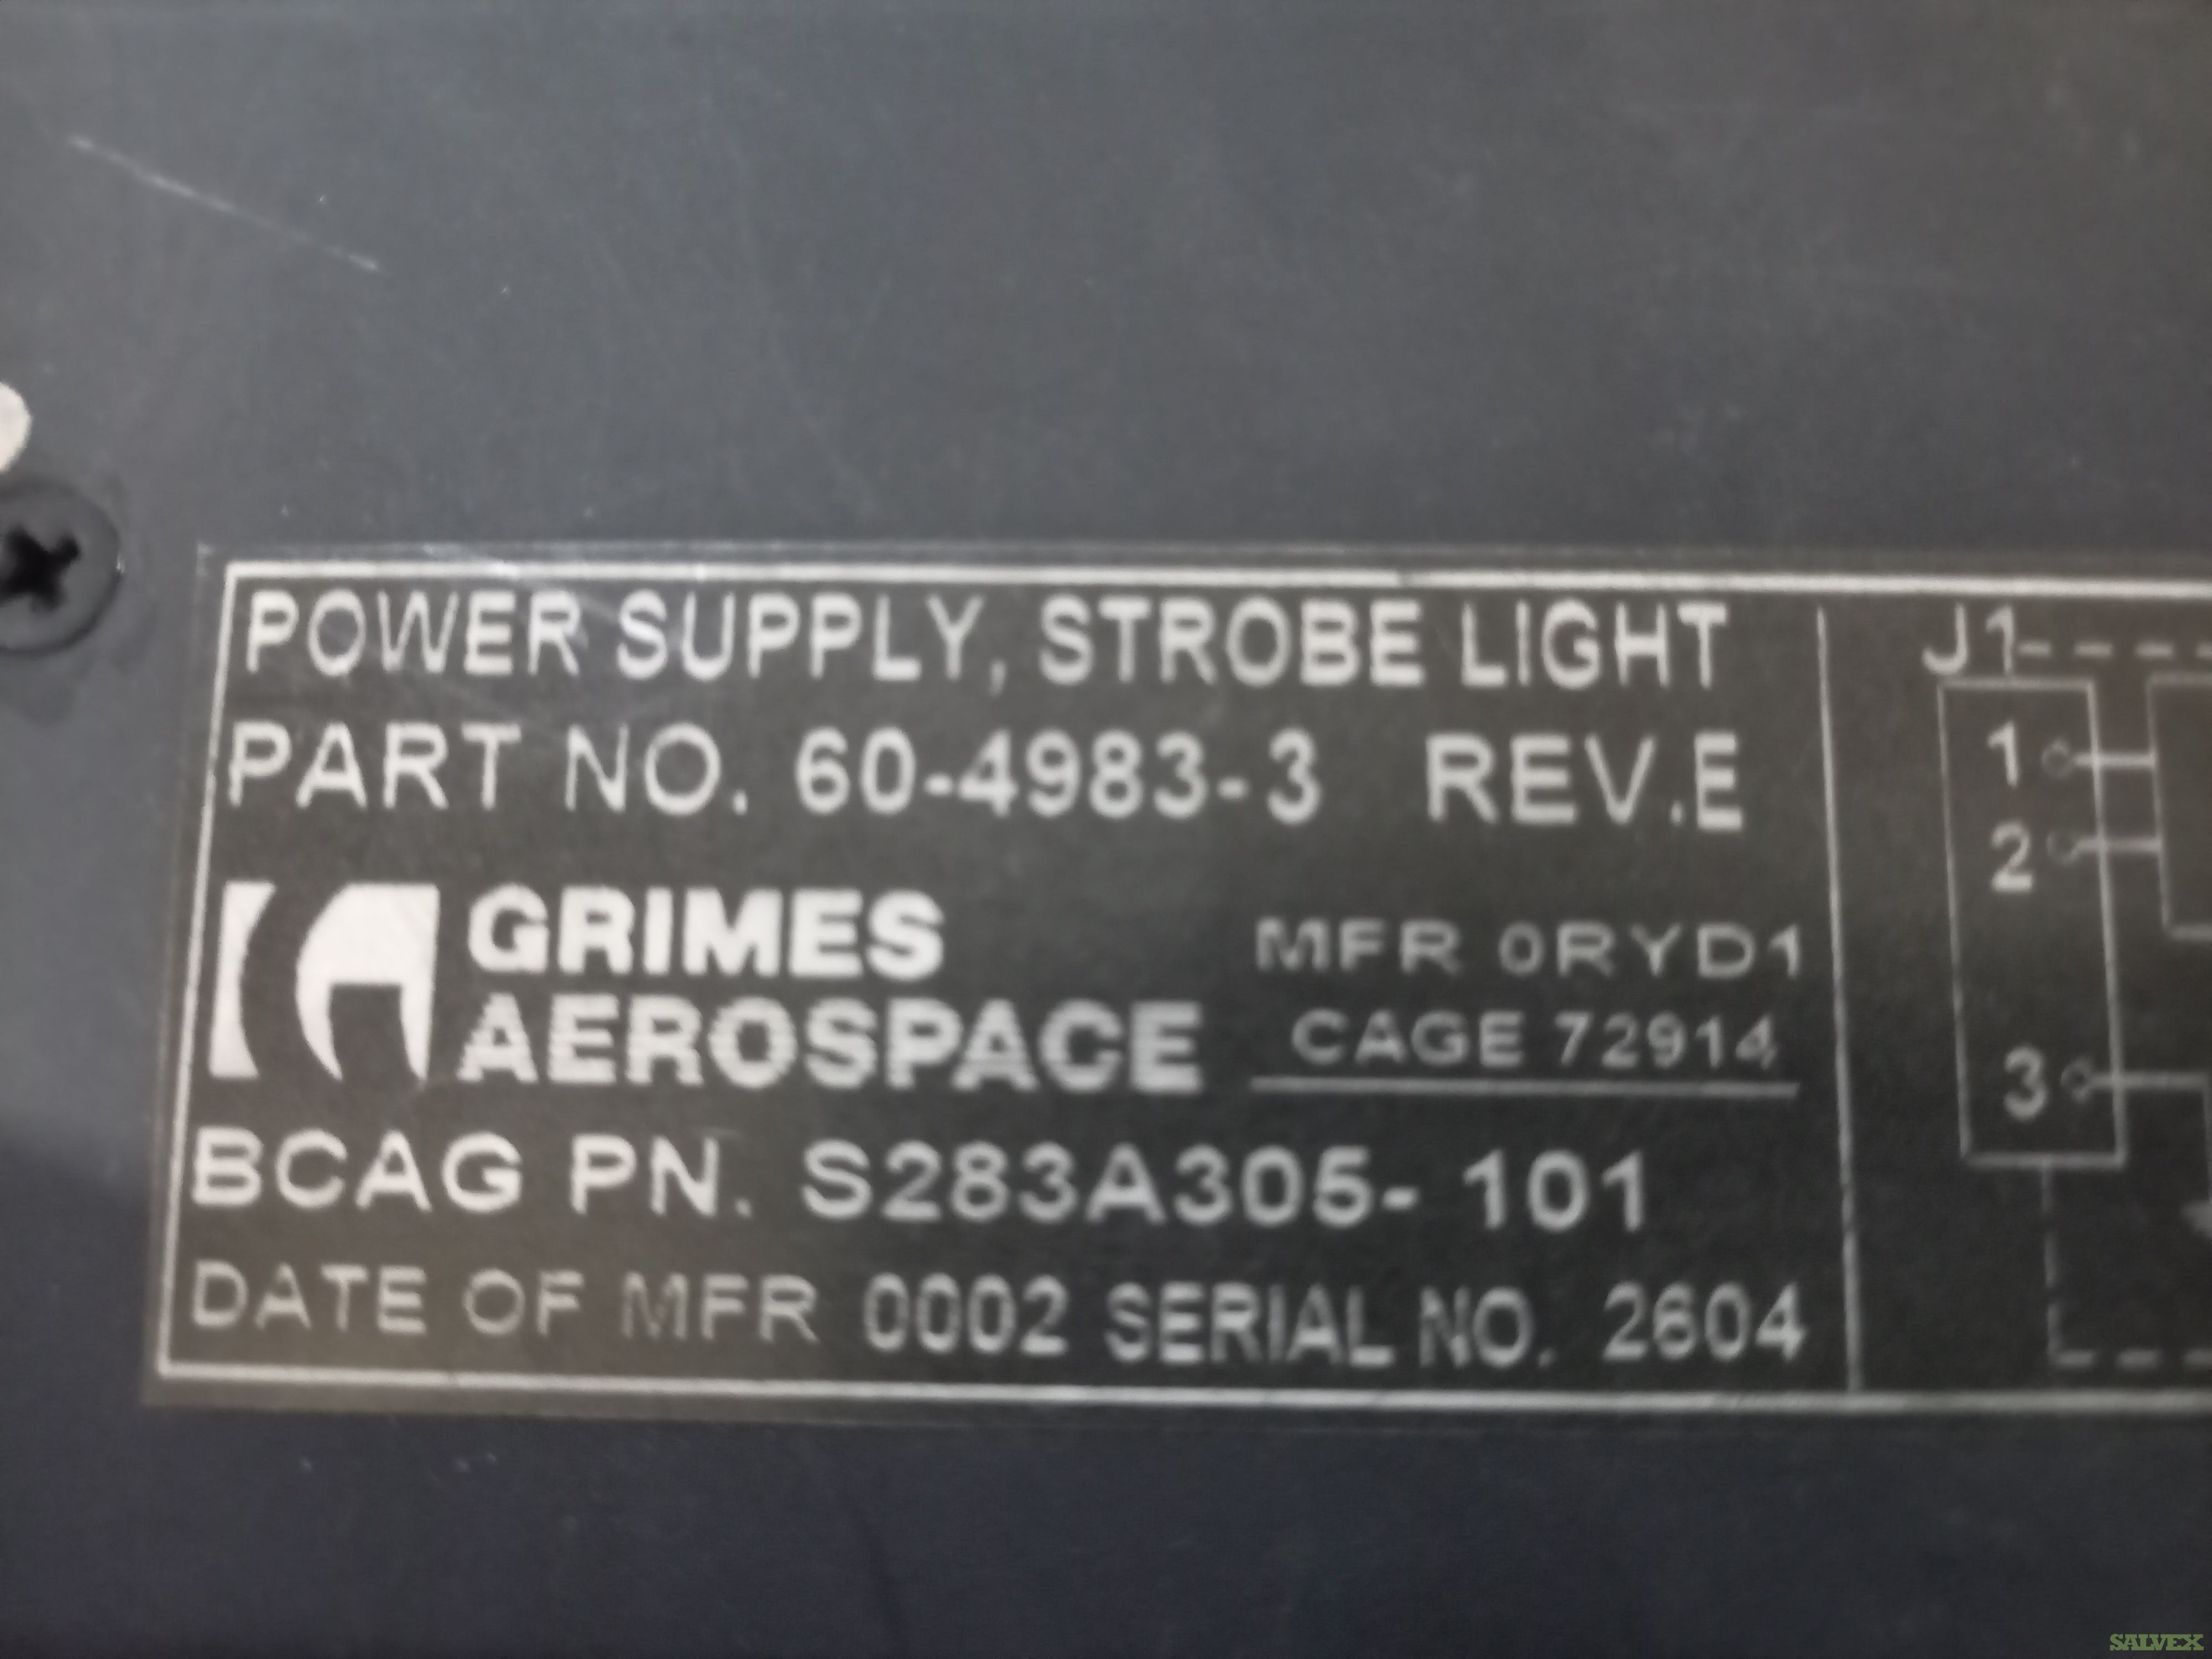 POWER SUPPLY, STROBE LIGHT
PART NO. 60-4983-3 REV.E
GRIMES
AEROSPACE
MFR 0RYD1
CAGE 72914
BCAG PN. S283A305-101
DATE OF MFR 0002 SERIAL NO. 2604
J1
1
2
3
SALVEX